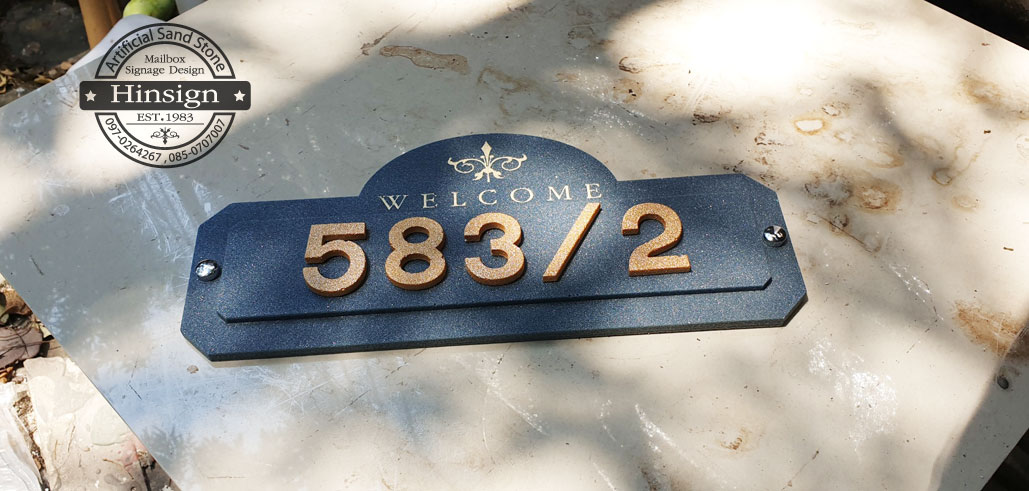 Artificial Sand Stone
Mailbox
Signage Design
Hinsign
EST.1983
097-0264267 , 085-0707007
WELCOME
583/2